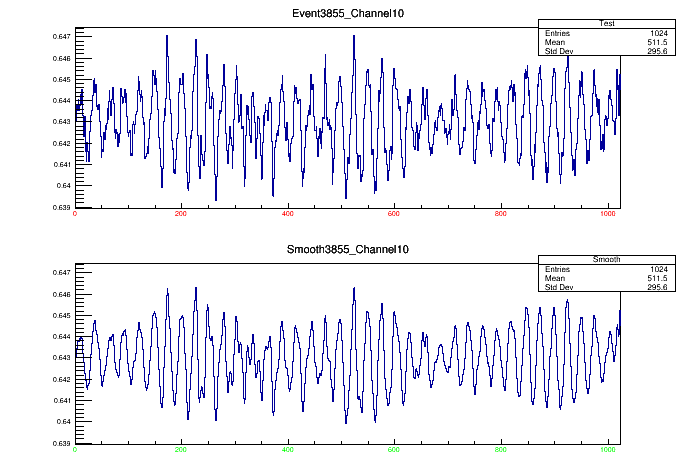 Event3855_Channel10
Test
Entries 1024
Mean 511.5
Std Dev 295.6
0.647
0.646
0.645
0.644
0.643
0.642
0.641
0.64
0.639
0 200 400 600 800 1000
Smooth3855_Channel10
Smooth
Entries 1024
Mean 511.5
Std Dev 295.6
0.647
0.646
0.645
0.644
0.643
0.642
0.641
0.64
0.639
0 200 400 600 800 1000